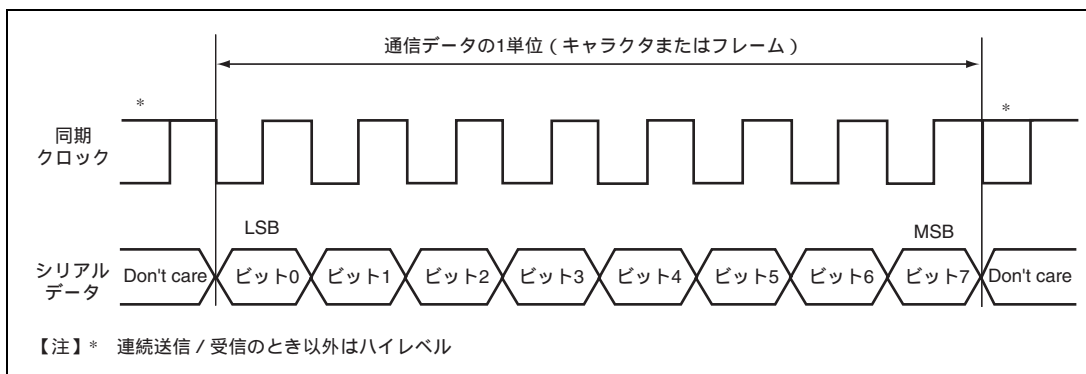 通信データの1単位(キャラクタまたはフレーム)
*
*
同期
クロック
LSB
MSB
シリアル
データ
Don't care
ビット0
ビット1
ビット2
ビット3
ビット4
ビット5
ビット6
ビット7
Don't care
【注】* 連続送信/受信のとき以外はハイレベル